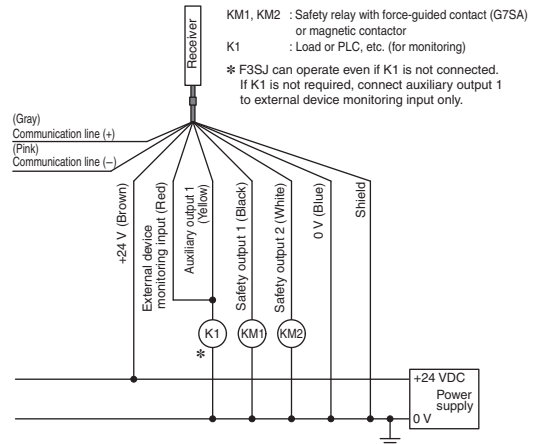 Receiver
KM1, KM2 : Safety relay with force-guided contact (G7SA)
or magnetic contactor
K1 : Load or PLC, etc. (for monitoring)
* F3SJ can operate even if K1 is not connected.
If K1 is not required, connect auxiliary output 1
to external device monitoring input only.
(Gray)
Communication line (+)
(Pink)
Communication line (–)
+24 V (Brown)
External device
monitoring input (Red)
Auxiliary output 1
(Yellow)
Safety output 1 (Black)
Safety output 2 (White)
0 V (Blue)
Shield
K1
*
KM1
KM2
+24 VDC
Power
supply
0 V